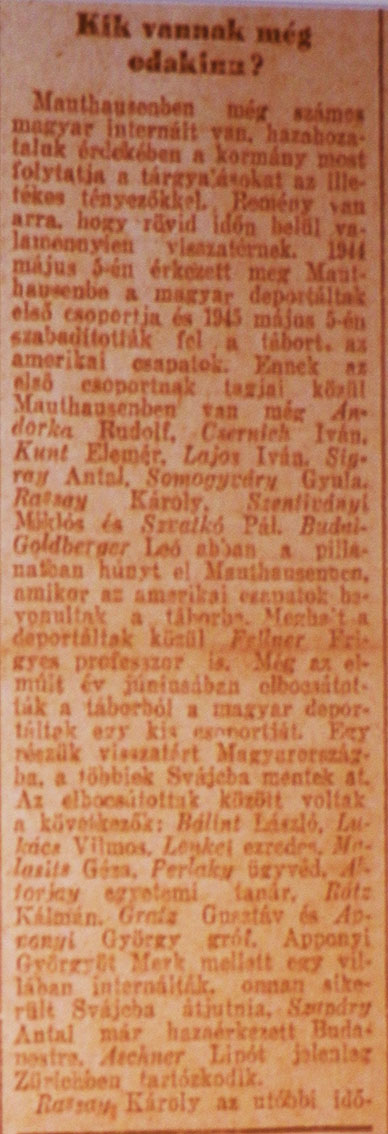 Kik vannak még
odakinn?
Mauthausenben még számos
magyar internált van, hazahoza-
taluk érdekében a kormány most
folytatja a tárgyalásokat az ille-
tékes tényezőkkel. Remény van
arra, hogy rövid időn belül va-
lamennyien visszatérnek. 1944
május 5-én érkezett meg Maut-
hausenbe a magyar deportáltak
első csoportja és 1945 május 5-én
szabadították fel a tábort, az
amerikai csapatok. Ennek az
első csoportnak tagjai közül
Mauthausenben van még An-
dorka Rudolf, Csernich Iván,
Kunt Elemér, Lajos Iván, Sig-
ray Antal, Somogyváry Gyula,
Rassay Károly, Szentiványi
Miklós és Szvatkó Pál. Budai-
Goldberger Leó abban a pilla-
natban húnyt el Mauthausenben,
amikor az amerikai csapatok be-
vonultak a táborba. Meghalt a
deportáltak közül Fellner Fri-
gyes professzor is. Még az el-
múlt év júniusában elbocsátot-
ták a táborból a magyar depor-
táltak egy kis csoportját. Egy
részük visszatért Magyarország-
ba, a többiek Svájcba mentek át.
Az elbocsátottak között voltak
a következők: Bálint László, Lu-
kács Vilmos, Lenkei ezredes, Ma-
lasits Géza, Perlaky ügyvéd, Al-
torjay egyetemi tanár, Rátz
Kálmán, Gratz Gusztáv és Ap-
ponyi György gróf. Apponyi
Györgyöt Merk mellett egy vil-
lában internálták, onnan sike-
rült Svájcba átjutnia. Szapáry
Antal már hazaérkezett Buda-
pestre, Aschner Lipót jelenleg
Zürichben tartózkodik.
Rassay Károly az utóbbi idő-